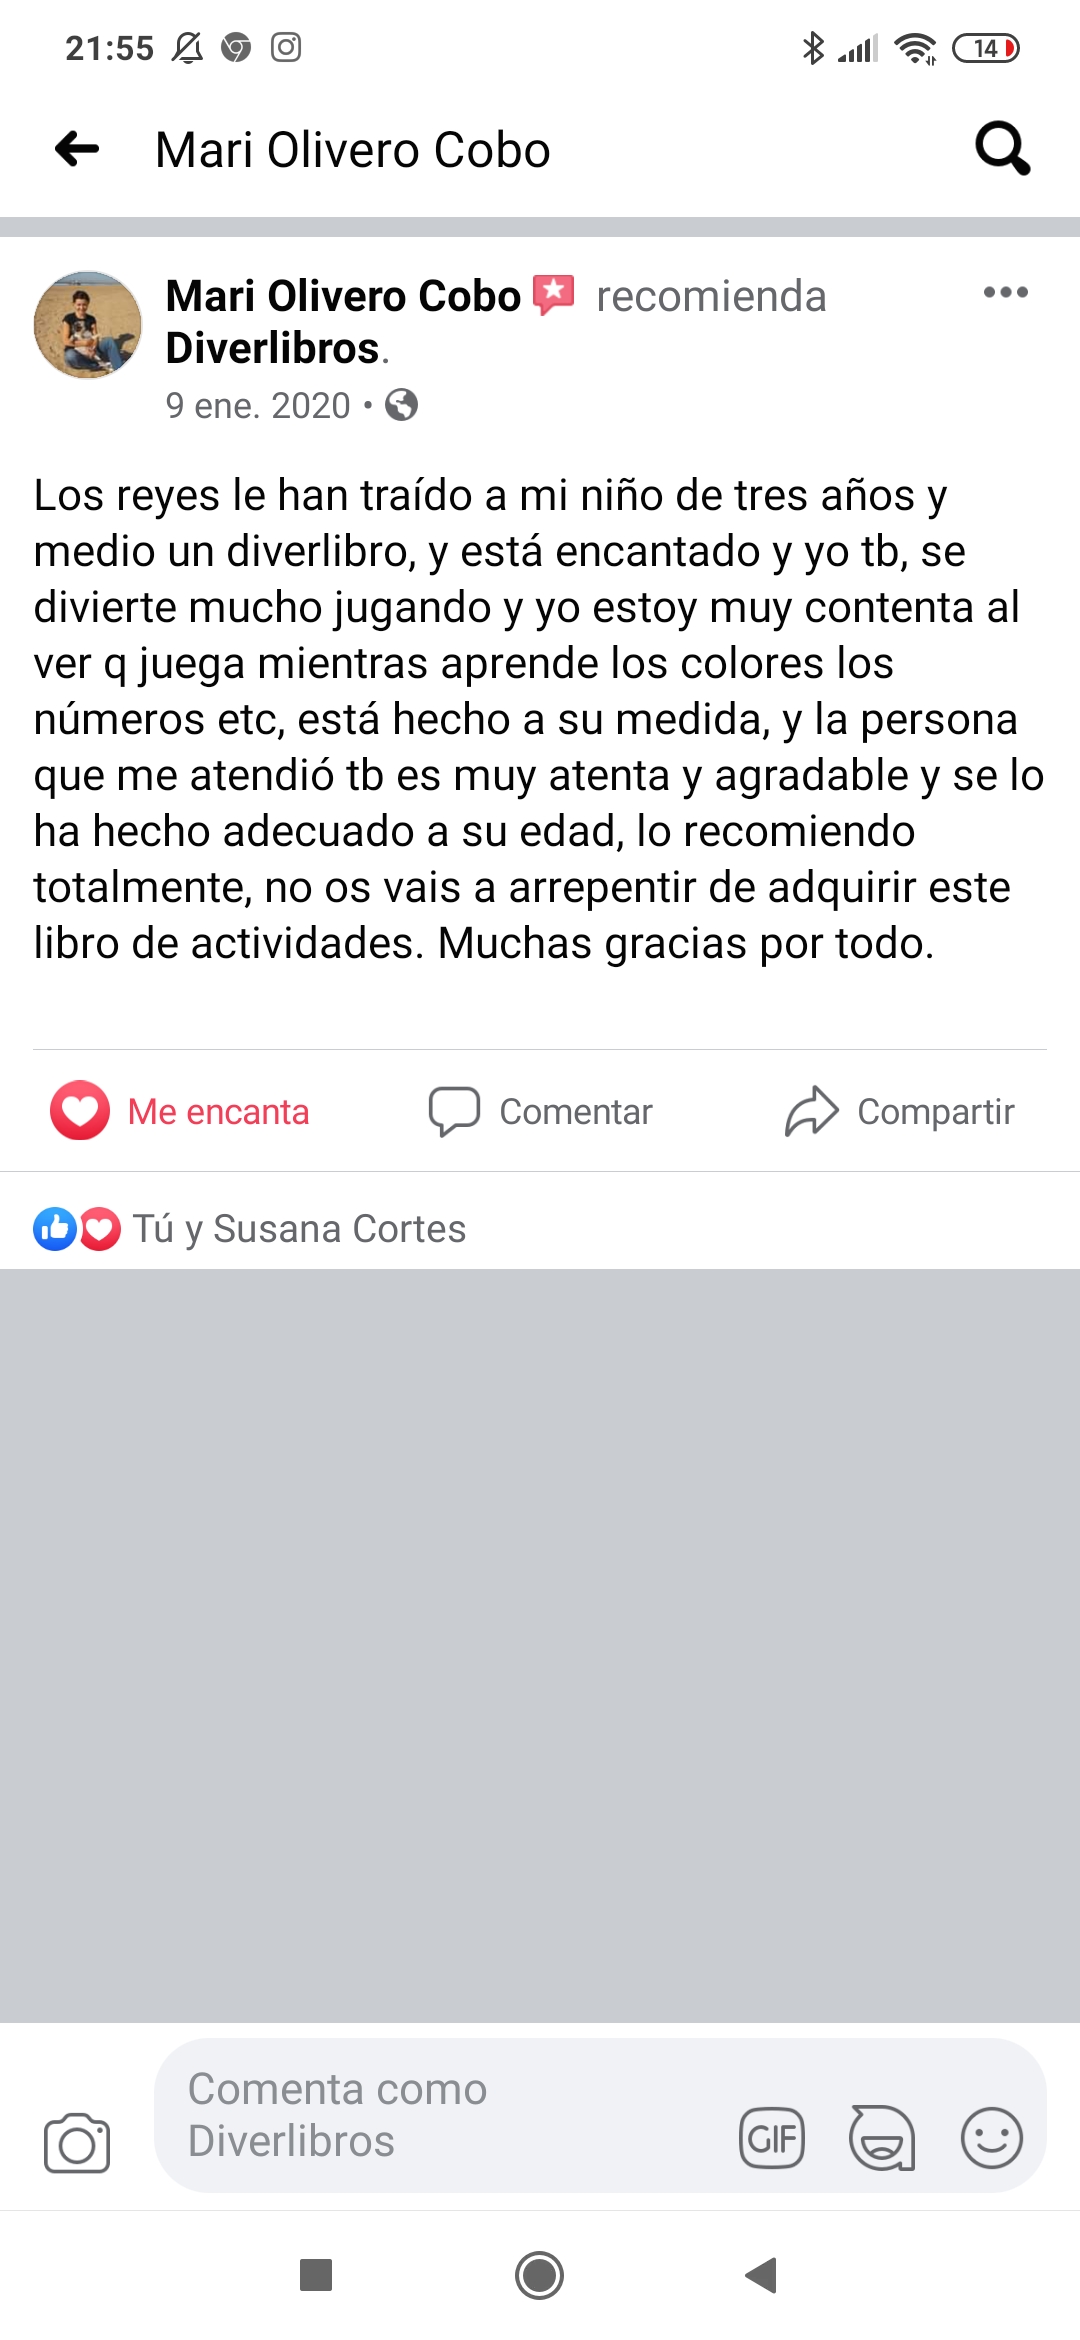 21:55
14
Mari Olivero Cobo
Mari Olivero Cobo recomienda
Diverlibros.
9 ene. 2020 •
Los reyes le han traído a mi niño de tres años y
medio un diverlibro, y está encantado y yo tb, se
divierte mucho jugando y yo estoy muy contenta al
ver q juega mientras aprende los colores los
números etc, está hecho a su medida, y la persona
que me atendió tb es muy atenta y agradable y se lo
ha hecho adecuado a su edad, lo recomiendo
totalmente, no os vais a arrepentir de adquirir este
libro de actividades. Muchas gracias por todo.
Me encanta
Comentar
Compartir
Tú y Susana Cortes
Comenta como
Diverlibros
GIF